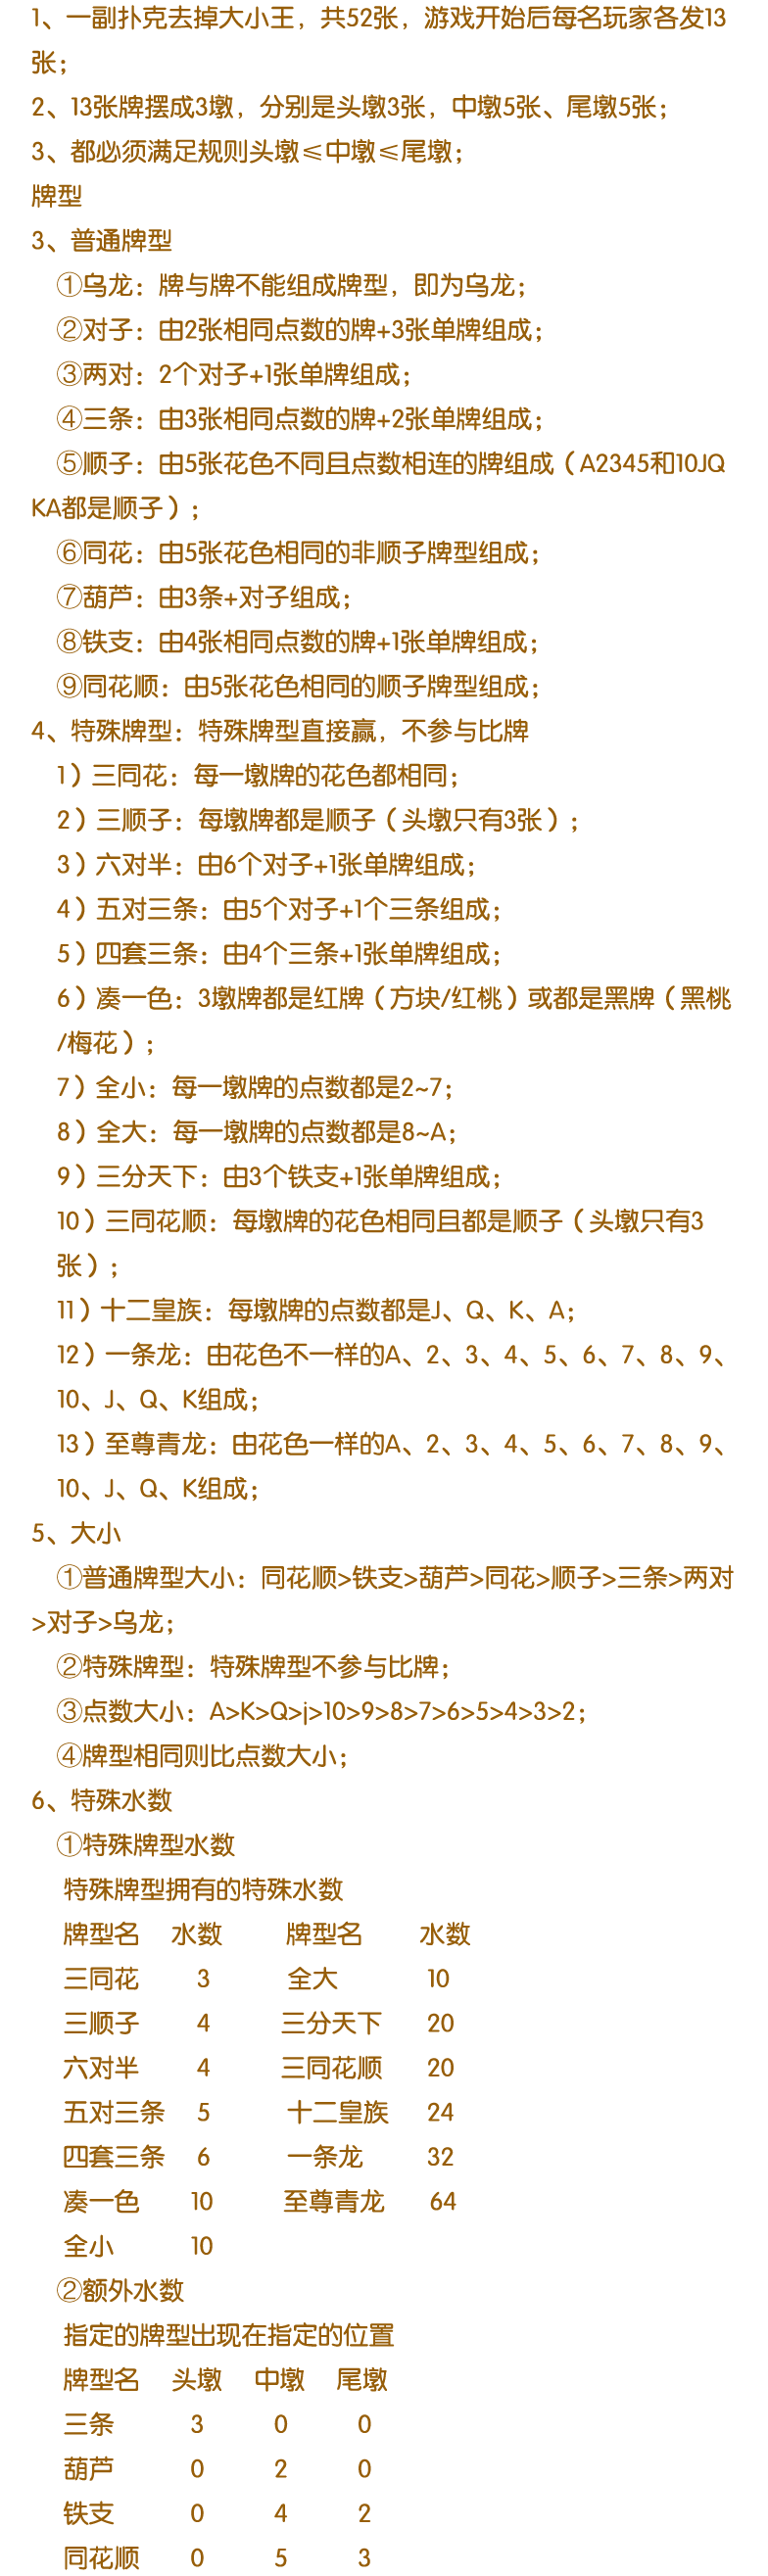 1、一副扑克去掉大小王，共52张，游戏开始后每名玩家各发13
张；
2、13张牌摆成3墩，分别是头墩3张，中墩5张、尾墩5张；
3、都必须满足规则头墩≤中墩≤尾墩；
牌型
3、普通牌型
①乌龙：牌与牌不能组成牌型，即为乌龙；
②对子：由2张相同点数的牌+3张单牌组成；
③两对：2个对子+1张单牌组成；
④三条：由3张相同点数的牌+2张单牌组成；
⑤顺子：由5张花色不同且点数相连的牌组成（A2345和10JQ
KA都是顺子）；
⑥同花：由5张花色相同的非顺子牌型组成；
⑦葫芦：由3条+对子组成；
⑧铁支：由4张相同点数的牌+1张单牌组成；
⑨同花顺：由5张花色相同的顺子牌型组成；
4、特殊牌型：特殊牌型直接赢，不参与比牌
1）三同花：每一墩牌的花色都相同；
2）三顺子：每墩牌都是顺子（头墩只有3张）；
3）六对半：由6个对子+1张单牌组成；
4）五对三条：由5个对子+1个三条组成；
5）四套三条：由4个三条+1张单牌组成；
6）凑一色：3墩牌都是红牌（方块/红桃）或都是黑牌（黑桃
/梅花）；
7）全小：每一墩牌的点数都是2~7；
8）全大：每一墩牌的点数都是8~A；
9）三分天下：由3个铁支+1张单牌组成；
10）三同花顺：每墩牌的花色相同且都是顺子（头墩只有3
张）；
11）十二皇族：每墩牌的点数都是J、Q、K、A；
12）一条龙：由花色不一样的A、2、3、4、5、6、7、8、9、
10、J、Q、K组成；
13）至尊青龙：由花色一样的A、2、3、4、5、6、7、8、9、
10、J、Q、K组成；
5、大小
①普通牌型大小：同花顺>铁支>葫芦>同花>顺子>三条>两对
>对子>乌龙；
②特殊牌型：特殊牌型不参与比牌；
③点数大小：A>K>Q>j>10>9>8>7>6>5>4>3>2；
④牌型相同则比点数大小；
6、特殊水数
①特殊牌型水数
特殊牌型拥有的特殊水数
牌型名 水数 牌型名 水数
三同花 3 全大 10
三顺子 4 三分天下 20
六对半 4 三同花顺 20
五对三条 5 十二皇族 24
四套三条 6 一条龙 32
凑一色 10 至尊青龙 64
全小 10
②额外水数
指定的牌型出现在指定的位置
牌型名 头墩 中墩 尾墩
三条 3 0 0
葫芦 0 2 0
铁支 0 4 2
同花顺 0 5 3